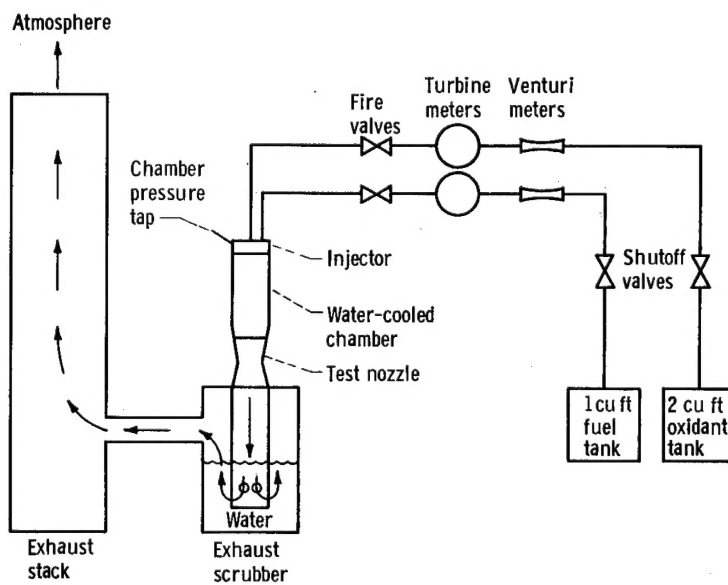 Atmosphere
Turbine
meters
Venturi
meters
Fire
valves
Chamber
pressure
tap
Injector
Shutoff
valves
Water-cooled
chamber
Test nozzle
1 cu ft
fuel
tank
2 cu ft
oxidant
tank
Water
Exhaust
stack
Exhaust
scrubber